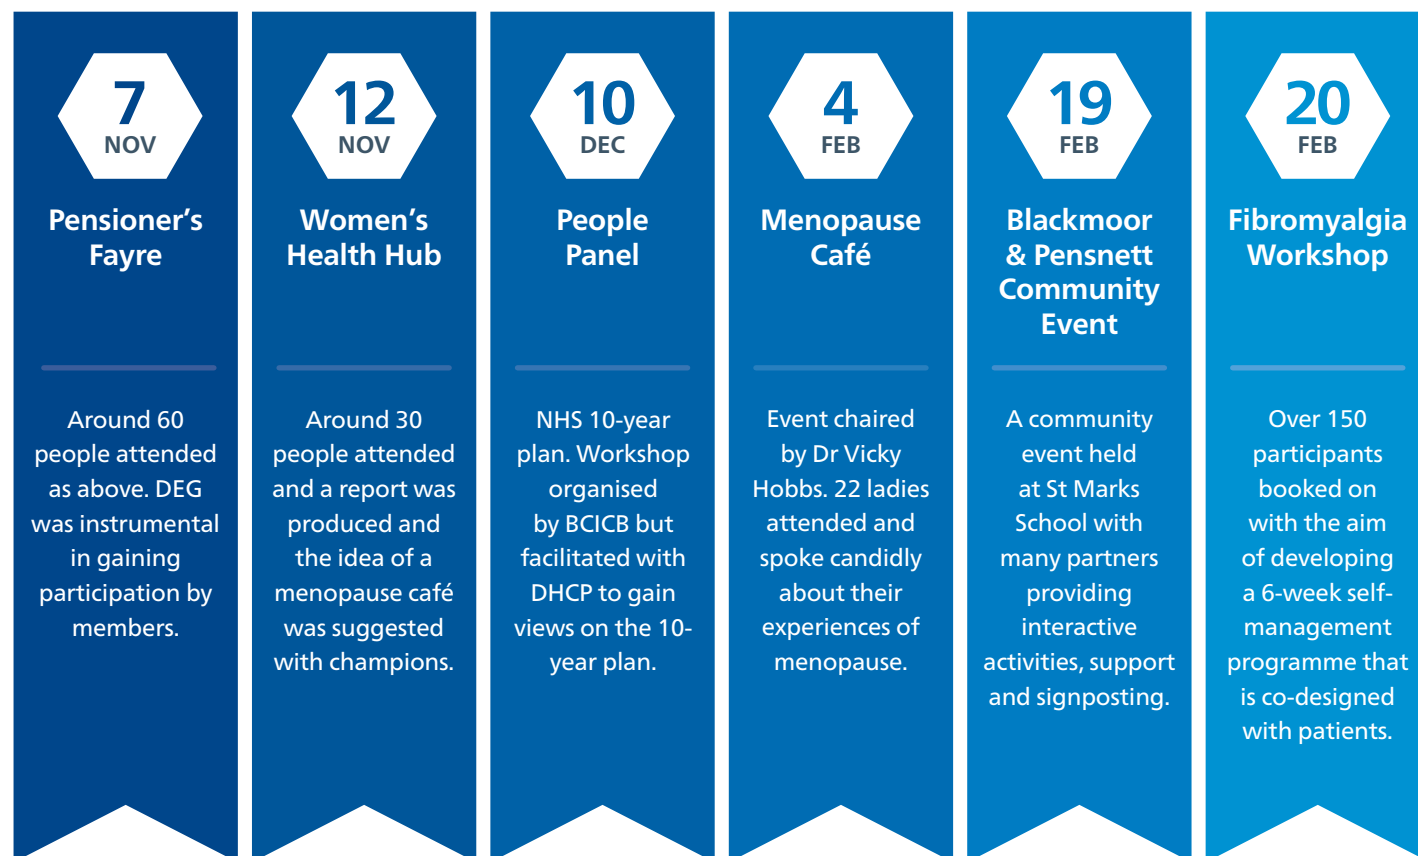 7
NOV
Pensioner’s
Fayre
Around 60
people attended
as above. DEG
was instrumental
in gaining
participation by
members.
12
NOV
Women’s
Health Hub
Around 30
people attended
and a report was
produced and
the idea of a
menopause café
was suggested
with champions.
10
DEC
People
Panel
NHS 10-year
plan. Workshop
organised
by BCICB but
facilitated with
DHCP to gain
views on the 10-
year plan.
4
FEB
Menopause
Café
Event chaired
by Dr Vicky
Hobbs. 22 ladies
attended and
spoke candidly
about their
experiences of
menopause.
19
FEB
Blackmoor
& Pensnett
Community
Event
A community
event held
at St Marks
School with
many partners
providing
interactive
activities, support
and signposting.
20
FEB
Fibromyalgia
Workshop
Over 150
participants
booked on
with the aim
of developing
a 6-week self-
management
programme that
is co-designed
with patients.